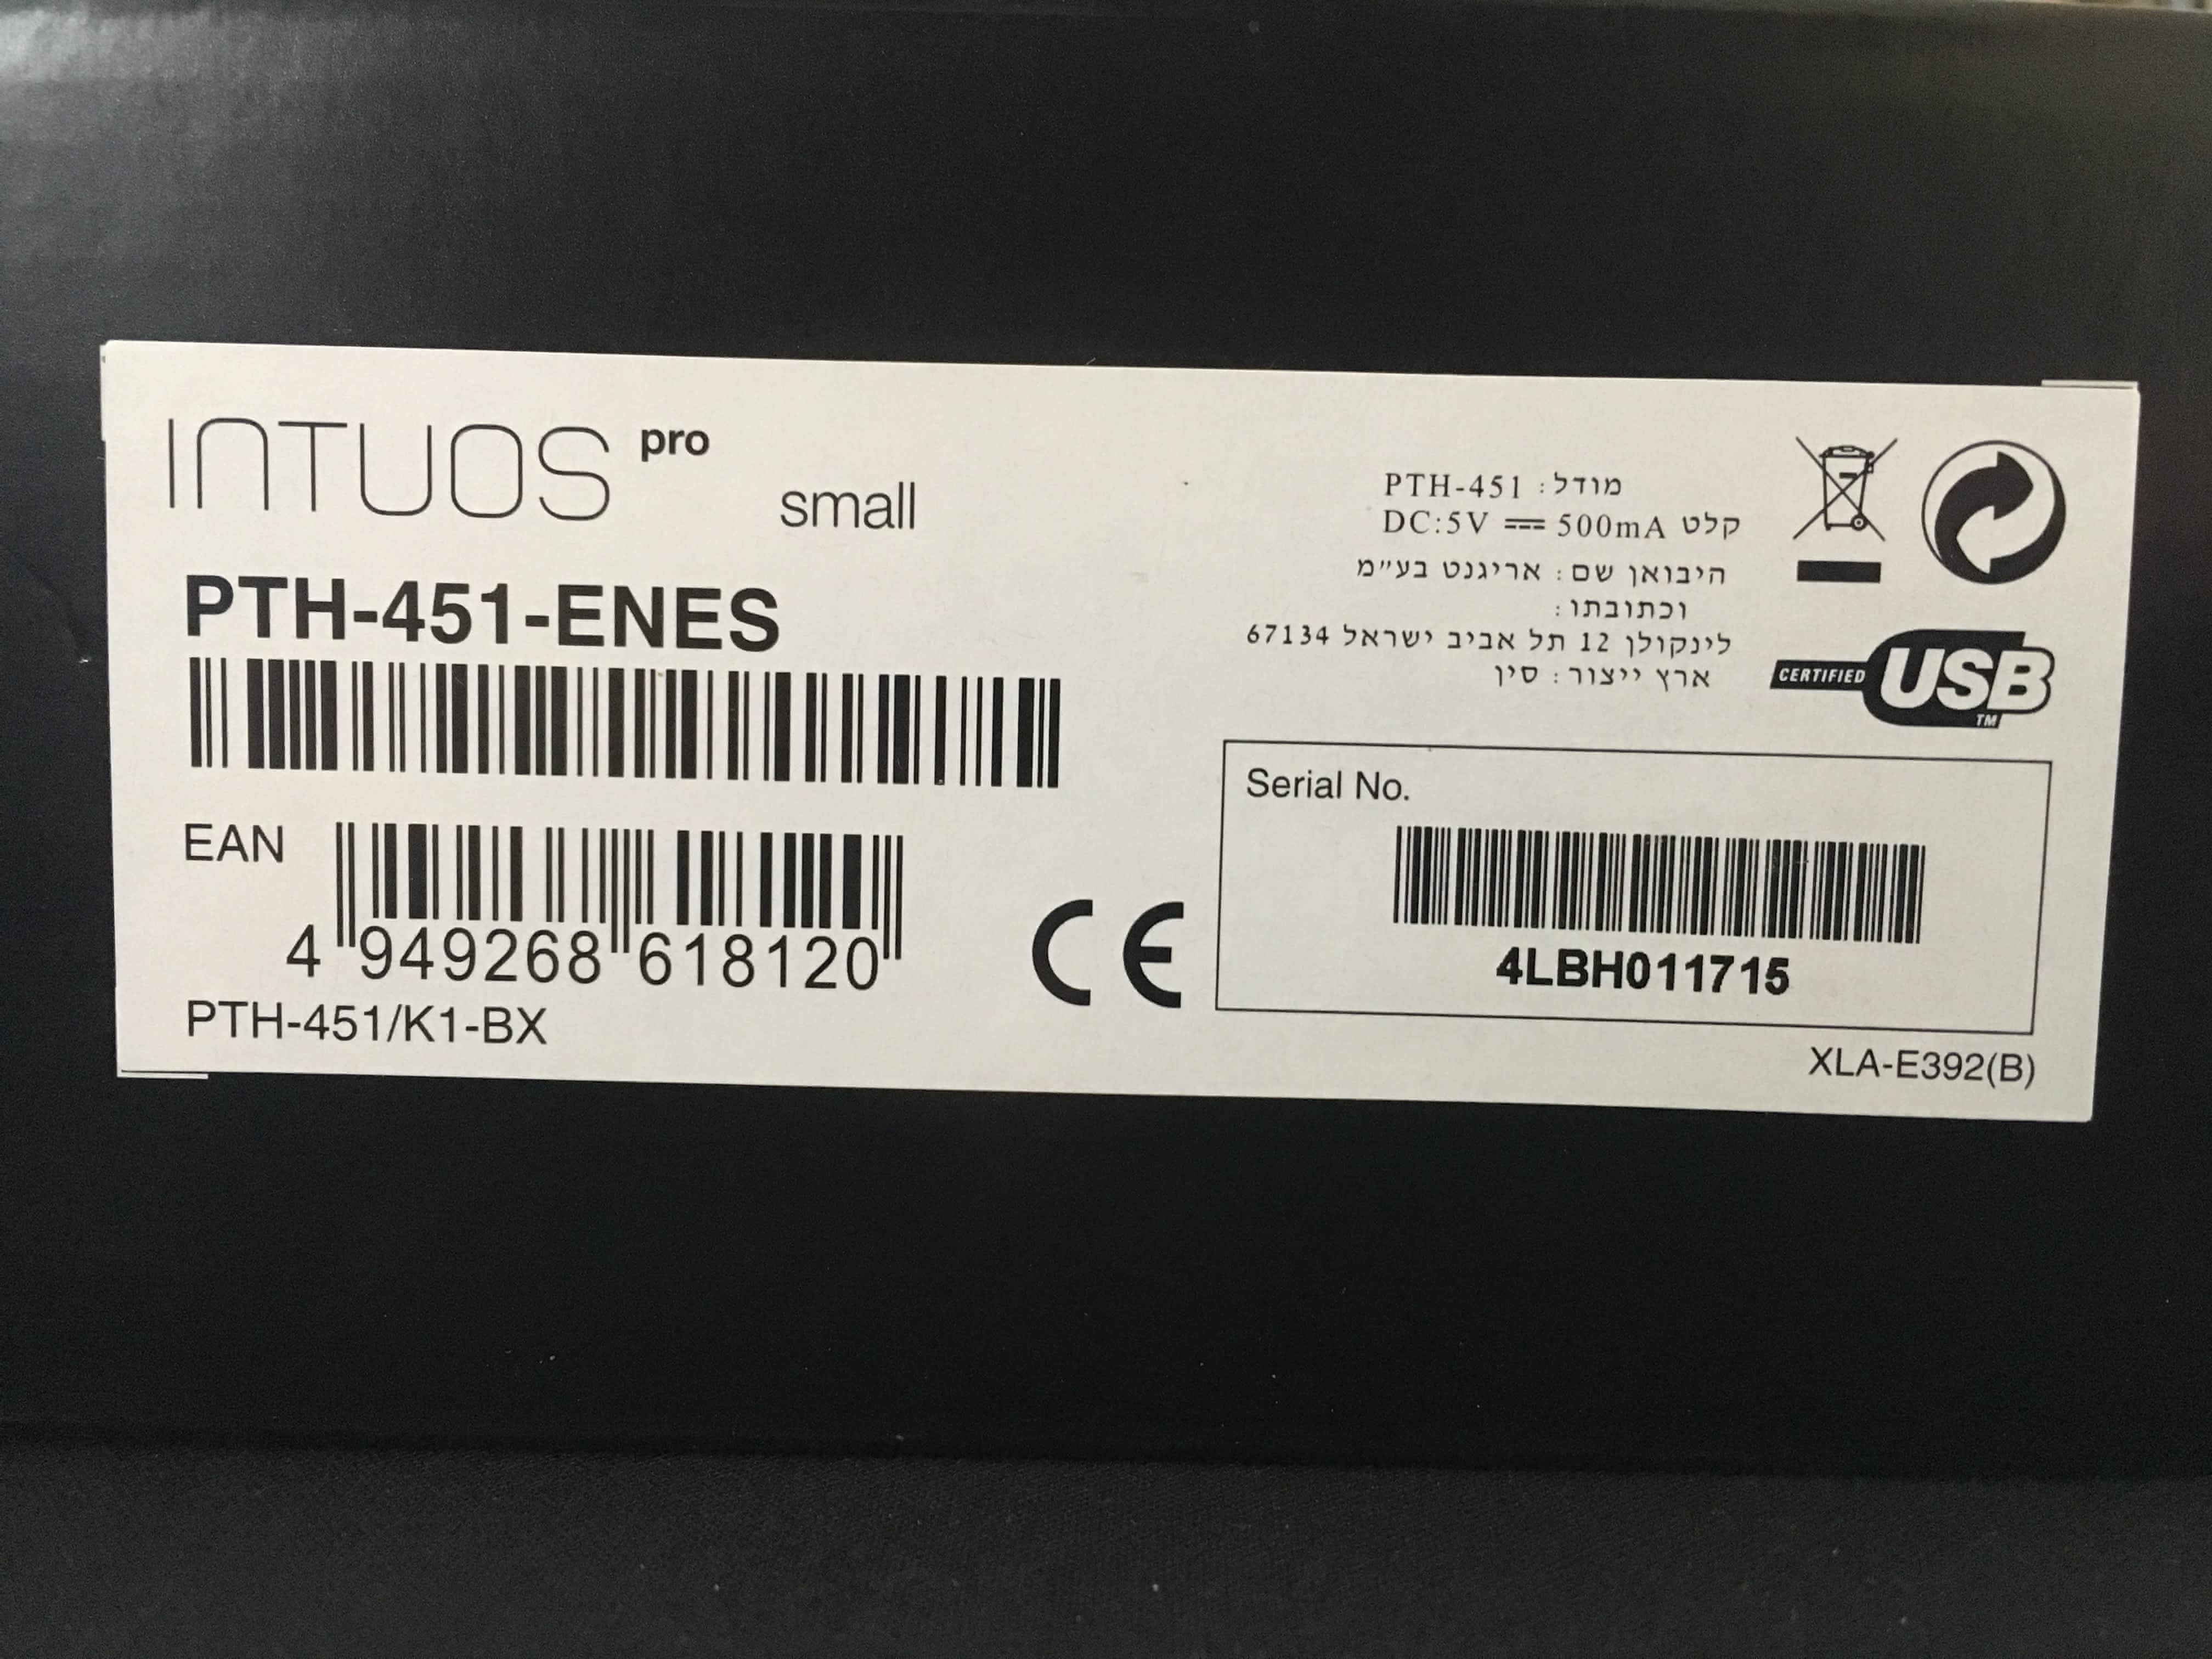 INTUOS pro
small
PTH-451-ENES
EAN
4 949268 618120
PTH-451/K1-BX
CE
מודל: PTH-451
קלט DC:5V ⎓ 500mA
היבואן שם: אריגנט בע״מ
וכתובתו:
לינקולן 12 תל אביב ישראל 67134
ארץ ייצור: סין
CERTIFIED USB
TM
Serial No.
4LBH011715
XLA-E392(B)